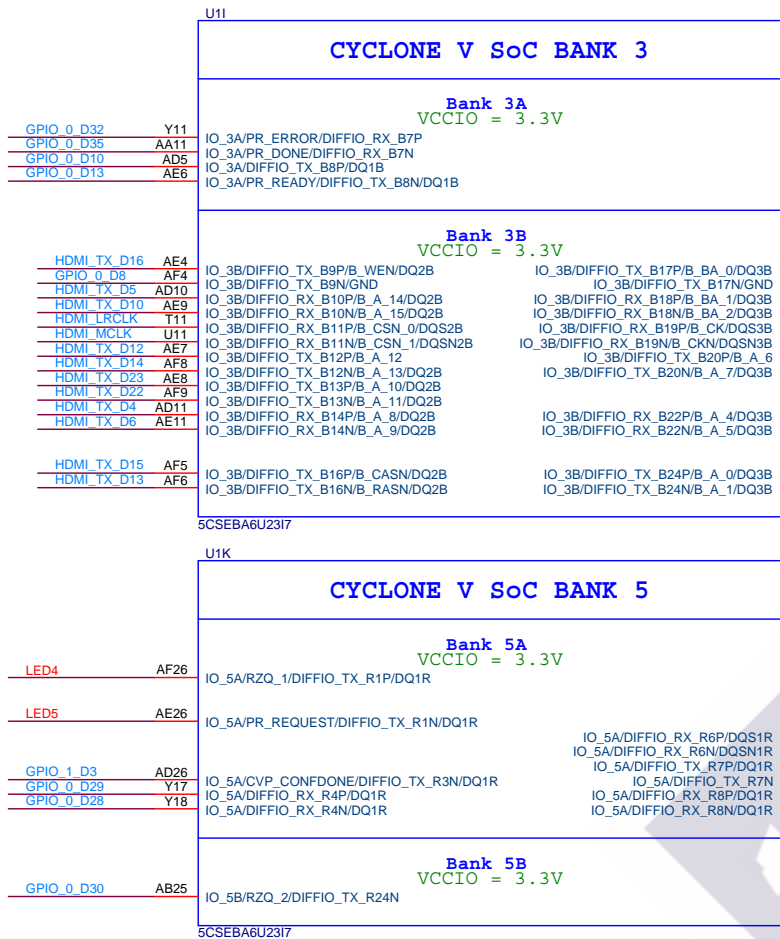 U1I
CYCLONE V SoC BANK 3
Bank 3A
VCCIO = 3.3V
GPIO_0_D32 Y11 IO_3A/PR_ERROR/DIFFIO_RX_B7P
GPIO_0_D35 AA11 IO_3A/PR_DONE/DIFFIO_RX_B7N
GPIO_0_D10 AD5 IO_3A/DIFFIO_TX_B8P/DQ1B
GPIO_0_D13 AE6 IO_3A/PR_READY/DIFFIO_TX_B8N/DQ1B
Bank 3B
VCCIO = 3.3V
HDMI_TX_D16 AE4 IO_3B/DIFFIO_TX_B9P/B_WEN/DQ2B IO_3B/DIFFIO_TX_B17P/B_BA_0/DQ3B
GPIO_0_D8 AF4 IO_3B/DIFFIO_TX_B9N/GND IO_3B/DIFFIO_TX_B17N/GND
HDMI_TX_D5 AD10 IO_3B/DIFFIO_RX_B10P/B_A_14/DQ2B IO_3B/DIFFIO_RX_B18P/BA_1/DQ3B
HDMI_TX_D10 AE9 IO_3B/DIFFIO_RX_B10N/B_A_15/DQ2B IO_3B/DIFFIO_RX_B18N/B_BA_2/DQ3B
HDMI_LRCLK T11 IO_3B/DIFFIO_RX_B11P/B_CSN_0/DQS2B IO_3B/DIFFIO_RX_B19P/B_CK/DQS3B
HDMI_MCLK U11 IO_3B/DIFFIO_RX_B11N/B_CSN_1/DQSN2B IO_3B/DIFFIO_RX_B19N/B_CKN/DQSN3B
HDMI_TX_D12 AE7 IO_3B/DIFFIO_TX_B12P/B_A_12 IO_3B/DIFFIO_TX_B20P/B_A_6
HDMI_TX_D14 AF8 IO_3B/DIFFIO_TX_B12N/B_A_13/DQ2B IO_3B/DIFFIO_TX_B20N/B_A_7/DQ3B
HDMI_TX_D23 AE8 IO_3B/DIFFIO_TX_B13P/B_A_10/DQ2B
HDMI_TX_D22 AF9 IO_3B/DIFFIO_TX_B13N/B_A_11/DQ2B
HDMI_TX_D4 AD11 IO_3B/DIFFIO_RX_B14P/B_A_8/DQ2B IO_3B/DIFFIO_RX_B22P/B_A_4/DQ3B
HDMI_TX_D6 AE11 IO_3B/DIFFIO_RX_B14N/B_A_9/DQ2B IO_3B/DIFFIO_RX_B22N/B_A_5/DQ3B
HDMI_TX_D15 AF5 IO_3B/DIFFIO_TX_B16P/B_CASN/DQ2B IO_3B/DIFFIO_TX_B24P/B_A_0/DQ3B
HDMI_TX_D13 AF6 IO_3B/DIFFIO_TX_B16N/B_RASN/DQ2B IO_3B/DIFFIO_TX_B24N/B_A_1/DQ3B
5CSEBA6U23I7
U1K
CYCLONE V SoC BANK 5
Bank 5A
VCCIO = 3.3V
LED4 AF26 IO_5A/RZQ_1/DIFFIO_TX_R1P/DQ1R
LED5 AE26 IO_5A/PR_REQUEST/DIFFIO_TX_R1N/DQ1R
IO_5A/DIFFIO_RX_R6P/DQS1R
IO_5A/DIFFIO_RX_R6N/DQSN1R
IO_5A/DIFFIO_TX_R7P/DQ1R
GPIO_1_D3 AD26 IO_5A/CVP_CONFDONE/DIFFIO_TX_R3N/DQ1R IO_5A/DIFFIO_TX_R7N
GPIO_0_D29 Y17 IO_5A/DIFFIO_RX_R4P/DQ1R IO_5A/DIFFIO_RX_R8P/DQ1R
GPIO_0_D28 Y18 IO_5A/DIFFIO_RX_R4N/DQ1R IO_5A/DIFFIO_RX_R8N/DQ1R
Bank 5B
VCCIO = 3.3V
GPIO_0_D30 AB25 IO_5B/RZQ_2/DIFFIO_TX_R24N
5CSEBA6U23I7